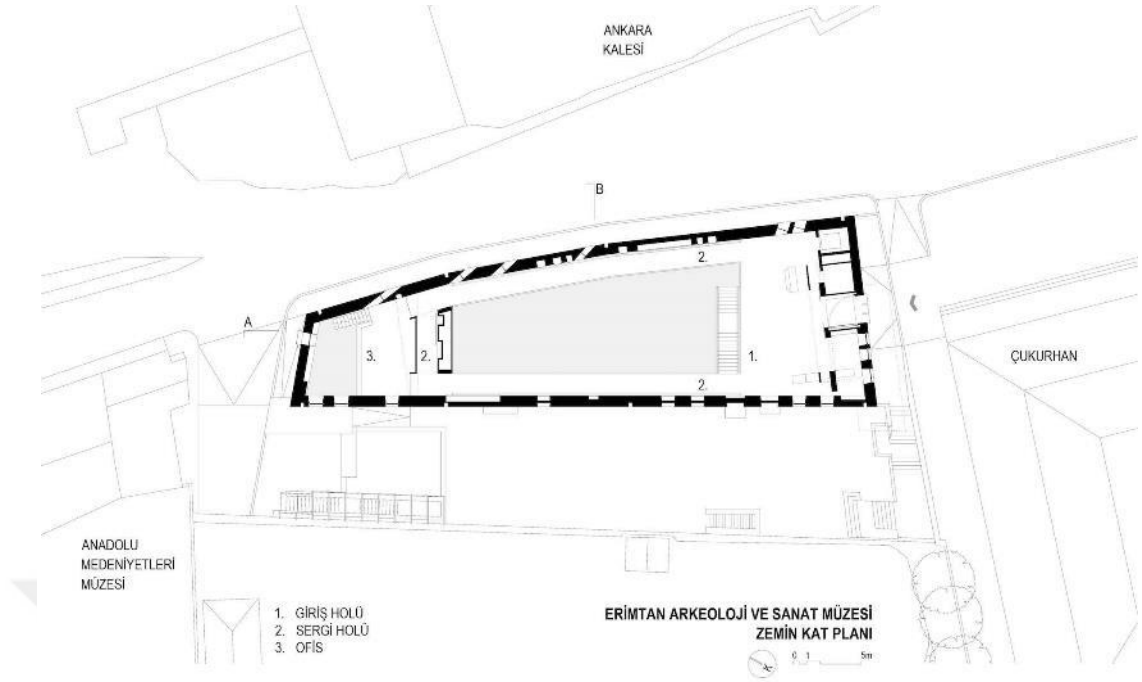 ANKARA
KALESİ
B
A
2.
3.
2.
1.
2.
ÇUKURHAN
ANADOLU
MEDENİYETLERİ
MÜZESİ
1. GİRİŞ HOLÜ
2. SERGİ HOLÜ
3. OFİS
ERİMTAN ARKEOLOJİ VE SANAT MÜZESİ
ZEMİN KAT PLANI
0 1 5m